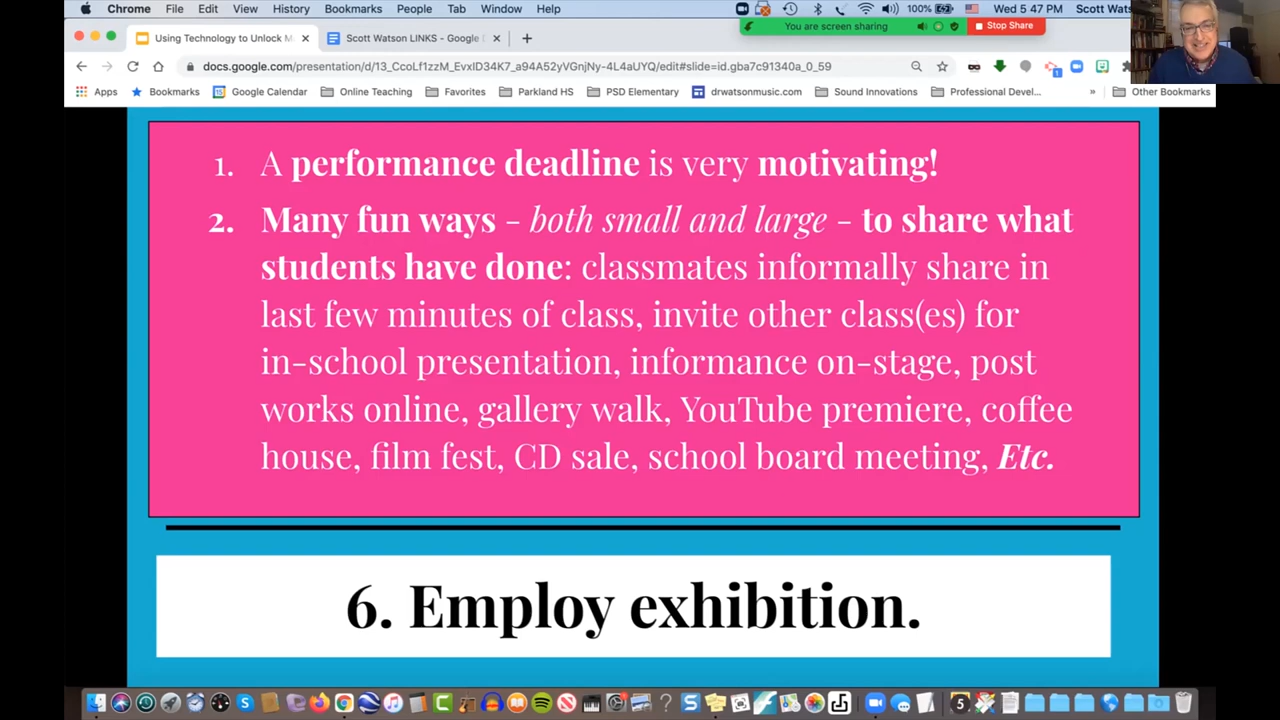 Chrome File Edit View History Bookmarks People Tab Window Help 100% Wed 5:47 PM Scott Wats
You are screen sharing Stop Share
Using Technology to Unlock M Scott Watson LINKS - Google
docs.google.com/presentation/d/13_CcoLf1zzM_EvxID34K7_a94A52yVGnjNy-4L4aUYQ/edit#slide=id.gba7c91340a_0_59
Apps Bookmarks Google Calendar Online Teaching Favorites Parkland HS PSD Elementary drwatsonmusic.com Sound Innovations Professional Devel... » Other Bookmarks
1. A performance deadline is very motivating!
2. Many fun ways - both small and large - to share what
students have done: classmates informally share in
last few minutes of class, invite other class(es) for
in-school presentation, informance on-stage, post
works online, gallery walk, YouTube premiere, coffee
house, film fest, CD sale, school board meeting, Etc.
6. Employ exhibition.